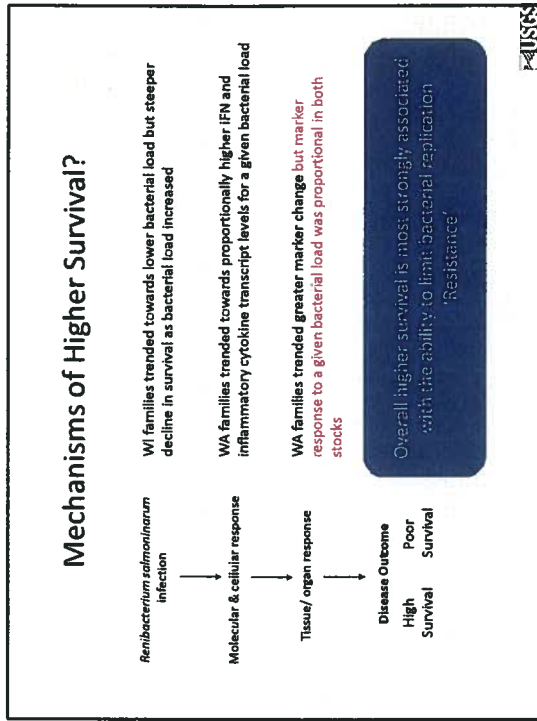 Mechanisms of Higher Survival?
Renibacterium salmoninarum
infection
WI families trended towards lower bacterial load but steeper
decline in survival as bacterial load increased
Molecular & cellular response
WA families trended towards proportionally higher IFN and
inflammatory cytokine transcript levels for a given bacterial load
Tissue/ organ response
WA families trended greater marker change but marker
response to a given bacterial load was proportional in both
stocks
Disease Outcome
High Survival
Poor Survival
Overall higher survival is most strongly associated
with the ability to limit bacterial replication
'Resistance'
USGS